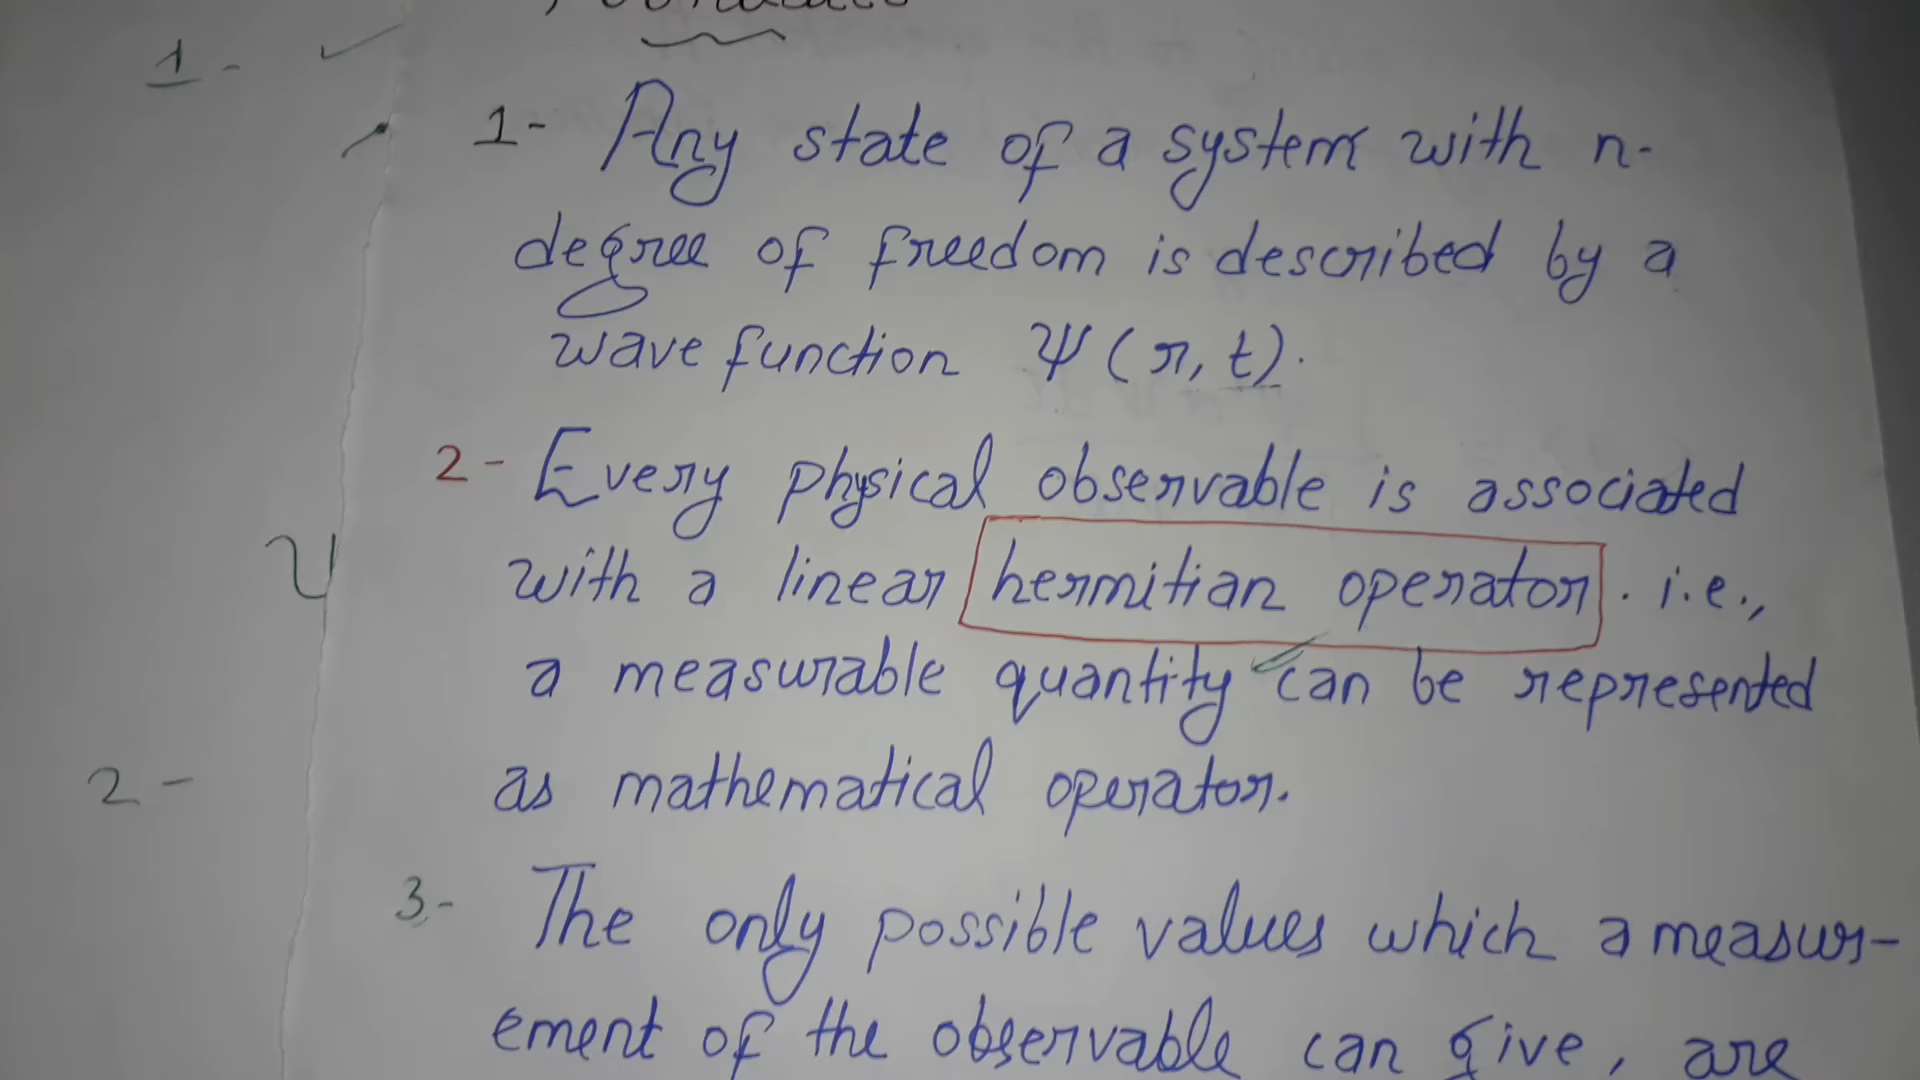 1-
1- Any state of a system with n-
degree of freedom is described by a
wave function Ψ(r, t).
2- Every physical observable is associated
with a linear hermitian operator. i.e.,
a measurable quantity can be represented
as mathematical operator.
2-
3- The only possible values which a measur-
ement of the observable can give, are